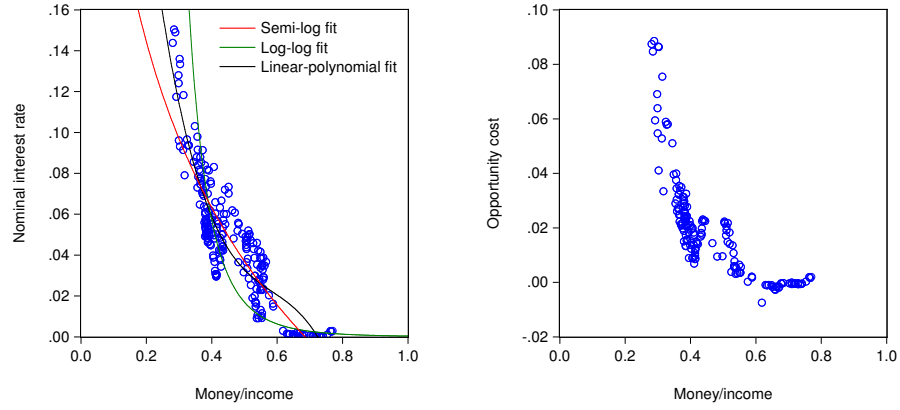 .16
.14
.12
.10
.08
.06
.04
.02
.00
Nominal interest rate
Semi-log fit
Log-log fit
Linear-polynomial fit
0.0 0.2 0.4 0.6 0.8 1.0
Money/income
.10
.08
.06
.04
.02
.00
-.02
Opportunity cost
0.0 0.2 0.4 0.6 0.8 1.0
Money/income